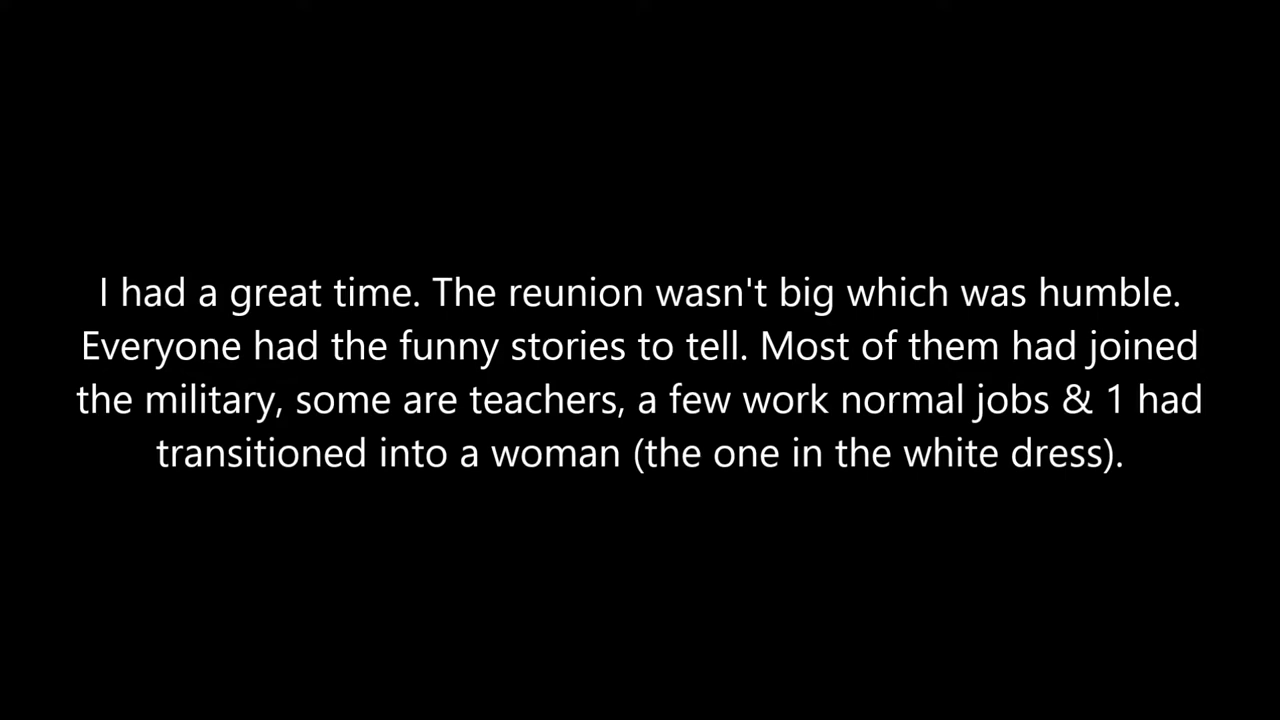 I had a great time. The reunion wasn't big which was humble.
Everyone had the funny stories to tell. Most of them had joined
the military, some are teachers, a few work normal jobs & 1 had
transitioned into a woman (the one in the white dress).